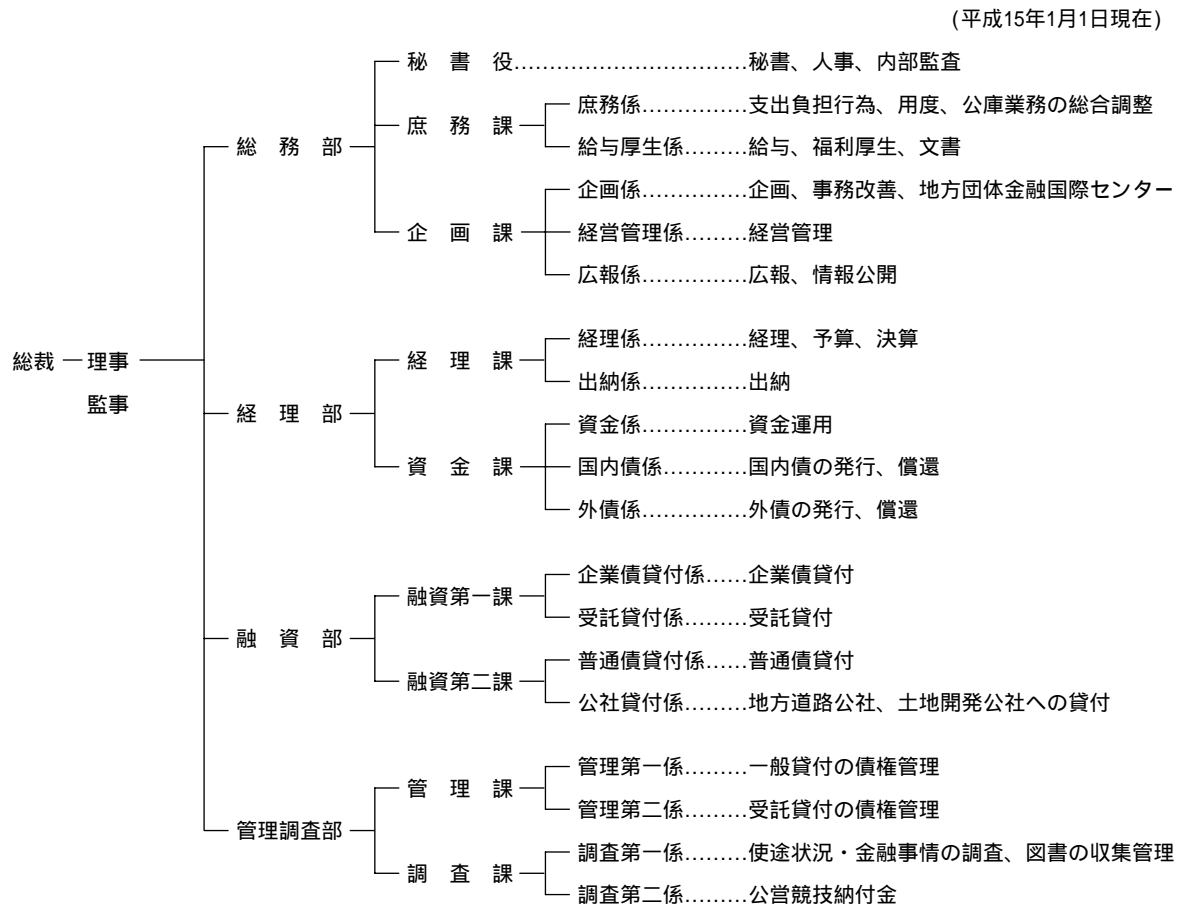 (平成15年1月1日現在)
秘書役……………………………秘書、人事、内部監査
庶務係……………支出負担行為、用度、公庫業務の総合調整
庶務課
総務部
給与厚生係………給与、福利厚生、文書
企画係……………企画、事務改善、地方団体金融国際センター
企画課
経営管理係………経営管理
広報係……………広報、情報公開
経理係……………経理、予算、決算
総裁 理事
経理課
出納係……………出納
監事
経理部
資金係……………資金運用
資金課
国内債係…………国内債の発行、償還
外債係……………外債の発行、償還
企業債貸付係……企業債貸付
融資第一課
受託貸付係………受託貸付
融資部
普通債貸付係……普通債貸付
融資第二課
公社貸付係………地方道路公社、土地開発公社への貸付
管理第一係………一般貸付の債権管理
管理課
管理第二係………受託貸付の債権管理
管理調査部
調査第一係………使途状況・金融事情の調査、図書の収集管理
調査課
調査第二係………公営競技納付金